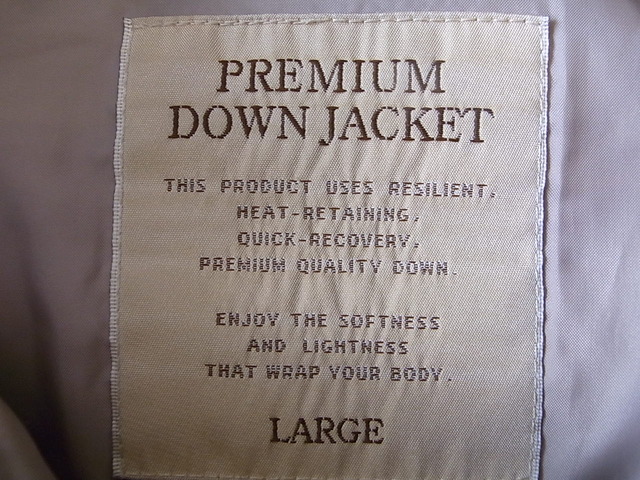 PREMIUM
DOWN JACKET
THIS PRODUCT USES RESILIENT,
HEAT-RETAINING,
QUICK-RECOVERY,
PREMIUM QUALITY DOWN.
ENJOY THE SOFTNESS
AND LIGHTNESS
THAT WRAP YOUR BODY.
LARGE